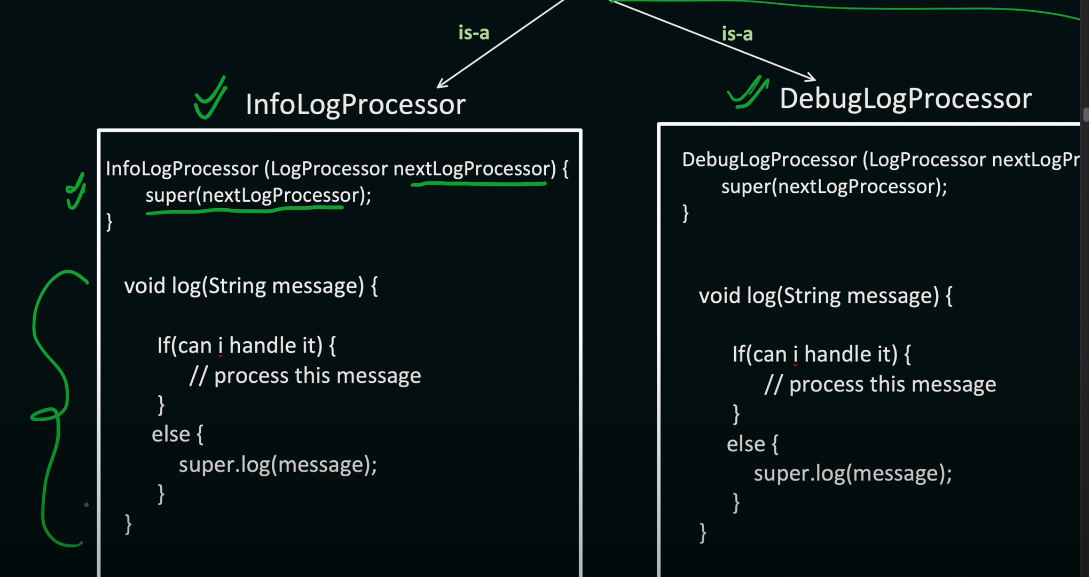 is-a
is-a
InfoLogProcessor
DebugLogProcessor
InfoLogProcessor (LogProcessor nextLogProcessor) {
super(nextLogProcessor);
}
void log(String message) {
If(can i handle it) {
// process this message
}
else {
super.log(message);
}
}
DebugLogProcessor (LogProcessor nextLogPr
super(nextLogProcessor);
}
void log(String message) {
If(can i handle it) {
// process this message
}
else {
super.log(message);
}
}